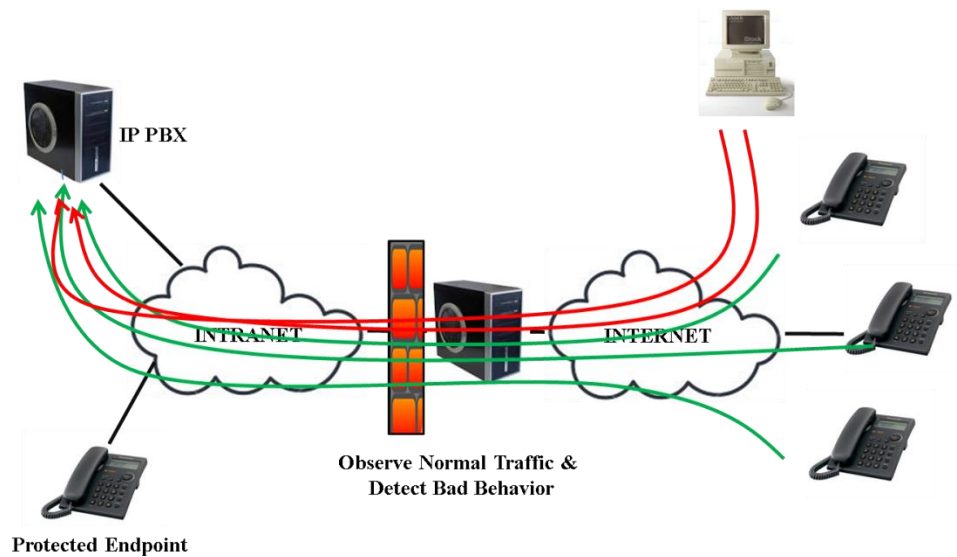 IP PBX
INTRANET
INTERNET
Observe Normal Traffic &
Detect Bad Behavior
Protected Endpoint